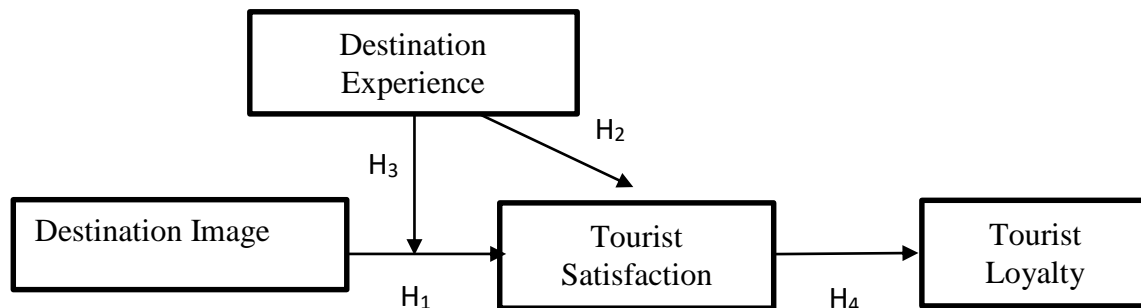 Destination
Experience
H₂
H₃
Destination Image
Tourist
Satisfaction
Tourist
Loyalty
H₁
H₄